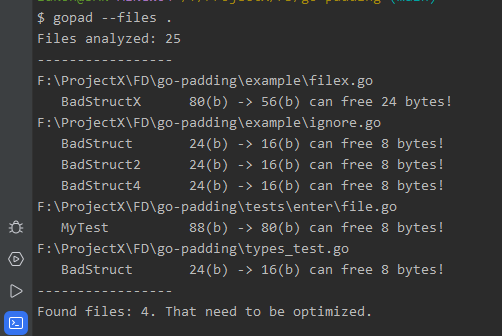 $ gopad --files .
Files analyzed: 25
-----------------
F:\ProjectX\FD\go-padding\example\filex.go
BadStructX 80(b) -> 56(b) can free 24 bytes!
F:\ProjectX\FD\go-padding\example\ignore.go
BadStruct 24(b) -> 16(b) can free 8 bytes!
BadStruct2 24(b) -> 16(b) can free 8 bytes!
BadStruct4 24(b) -> 16(b) can free 8 bytes!
F:\ProjectX\FD\go-padding\tests\enter\file.go
MyTest 88(b) -> 80(b) can free 8 bytes!
F:\ProjectX\FD\go-padding\types_test.go
BadStruct 24(b) -> 16(b) can free 8 bytes!
-----------------
Found files: 4. That need to be optimized.